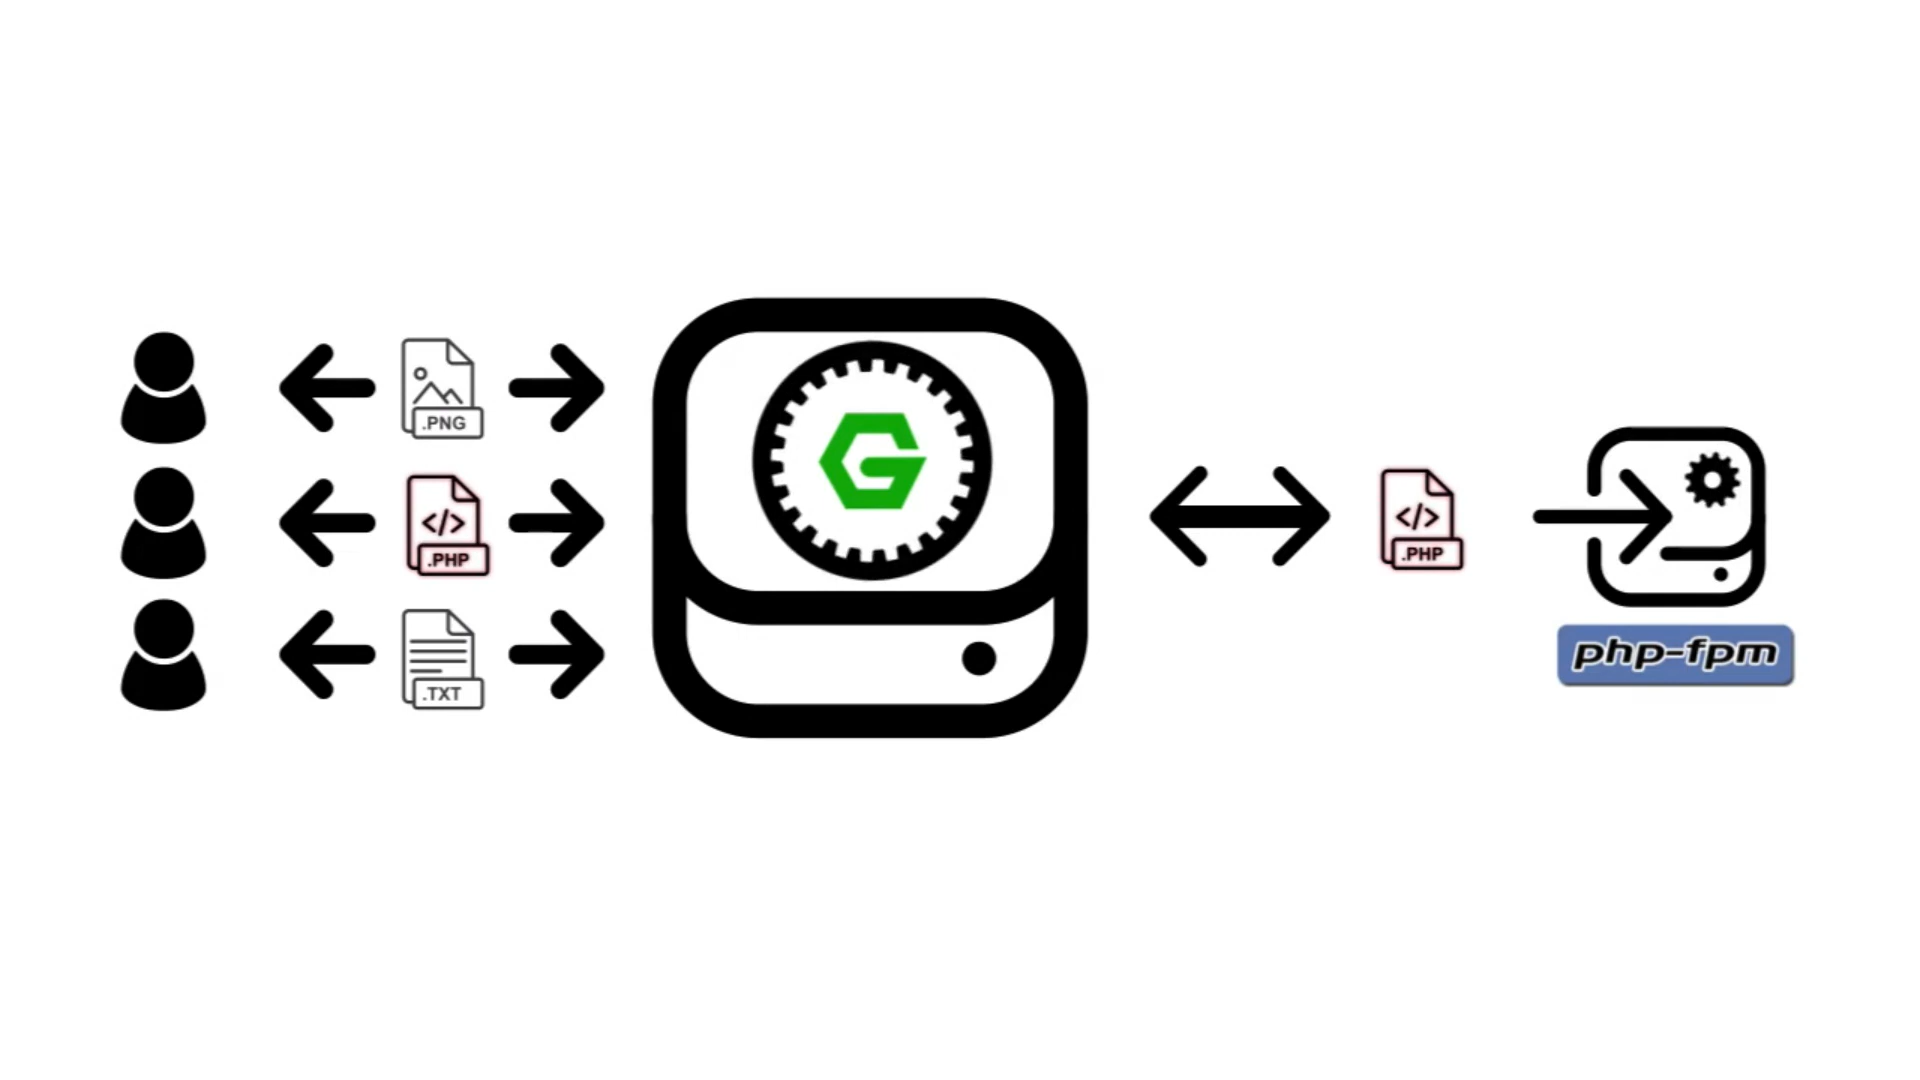 .PNG
</>
.PHP
.TXT
G
</>
.PHP
php-fpm